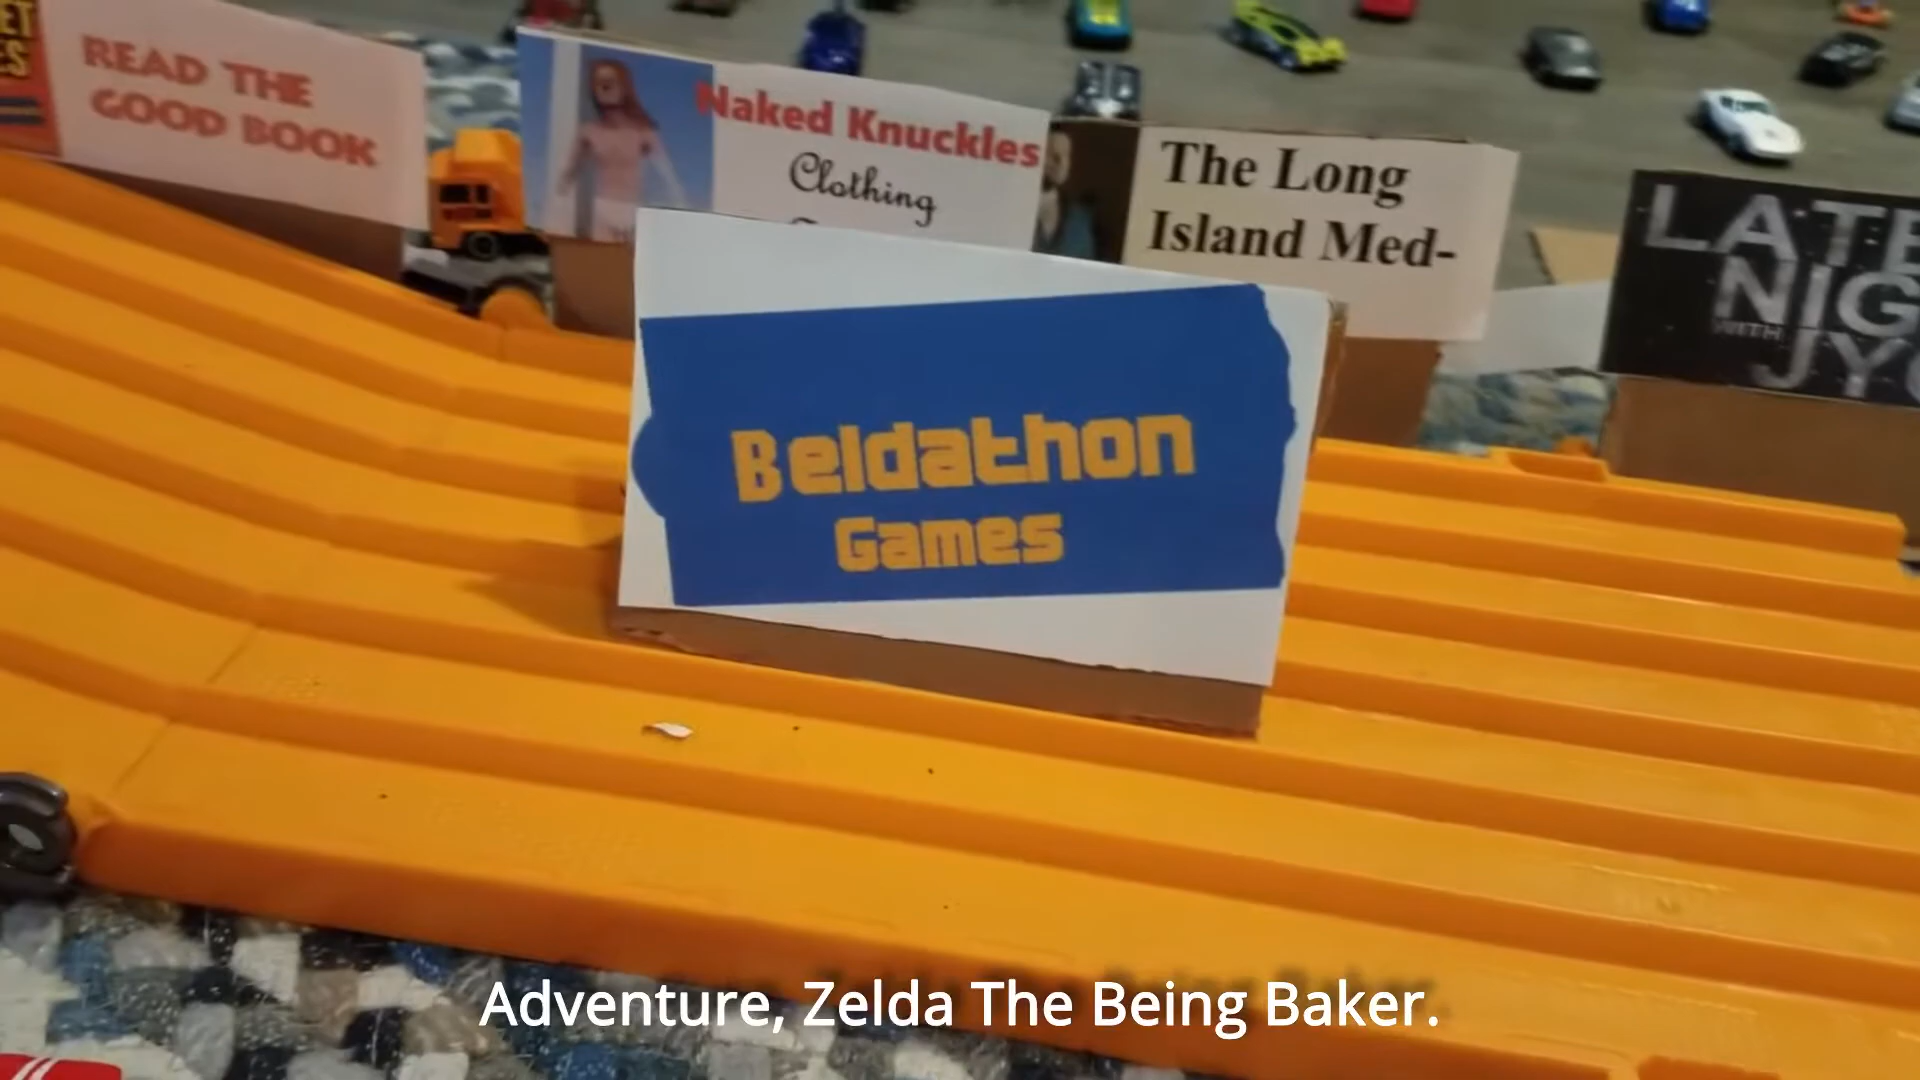 READ THE
GOOD BOOK
Naked Knuckles
Clothing
The Long
Island Med-
LATE
NIG
WITH
JY
Beldathon
Games
Adventure, Zelda The Being Baker.